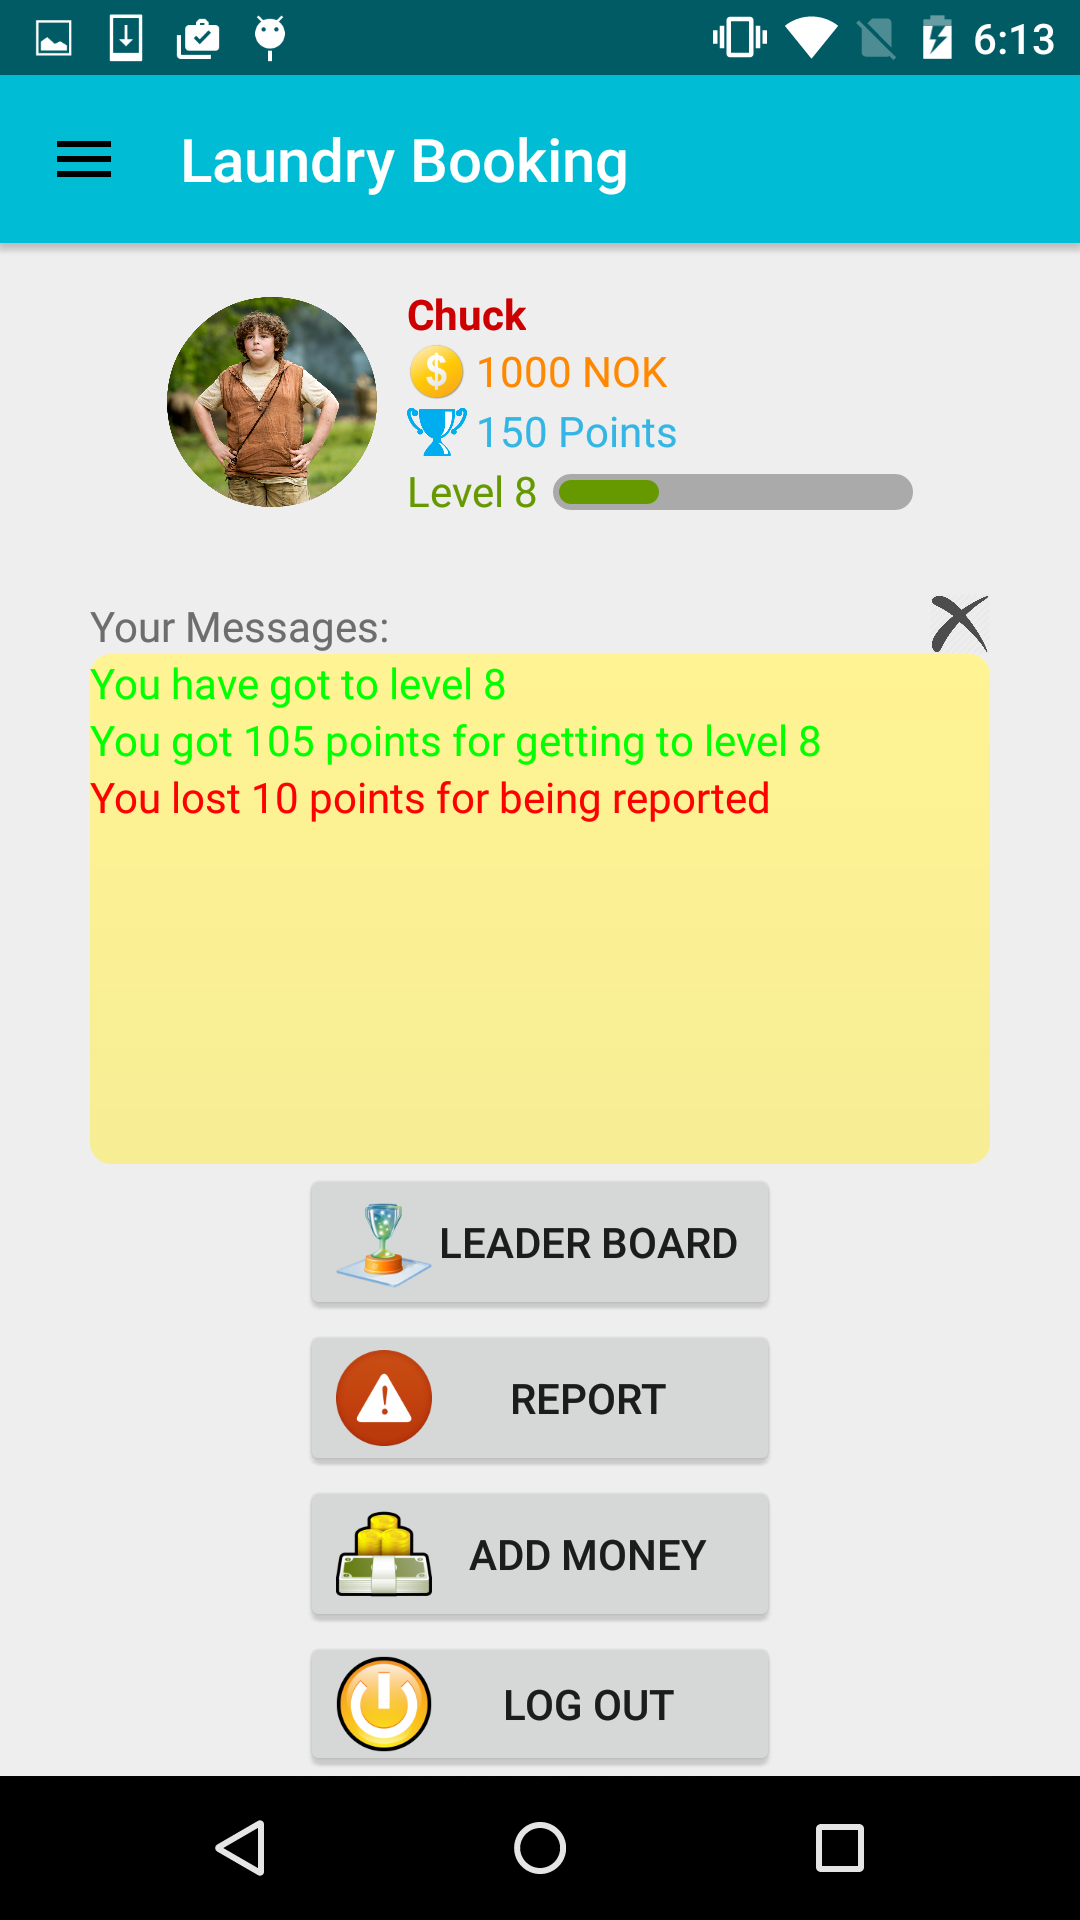 6:13
Laundry Booking
Chuck
1000 NOK
150 Points
Level 8
Your Messages:
You have got to level 8
You got 105 points for getting to level 8
You lost 10 points for being reported
LEADER BOARD
REPORT
ADD MONEY
LOG OUT